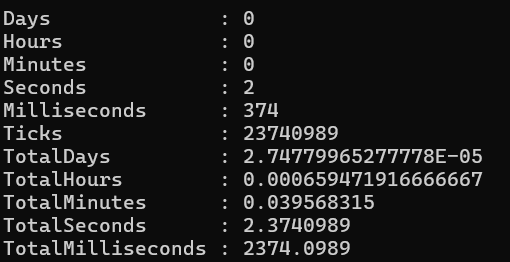 Days              : 0
Hours             : 0
Minutes           : 0
Seconds           : 2
Milliseconds      : 374
Ticks             : 23740989
TotalDays         : 2.74779965277778E-05
TotalHours        : 0.000659471916666667
TotalMinutes      : 0.039568315
TotalSeconds      : 2.3740989
TotalMilliseconds : 2374.0989